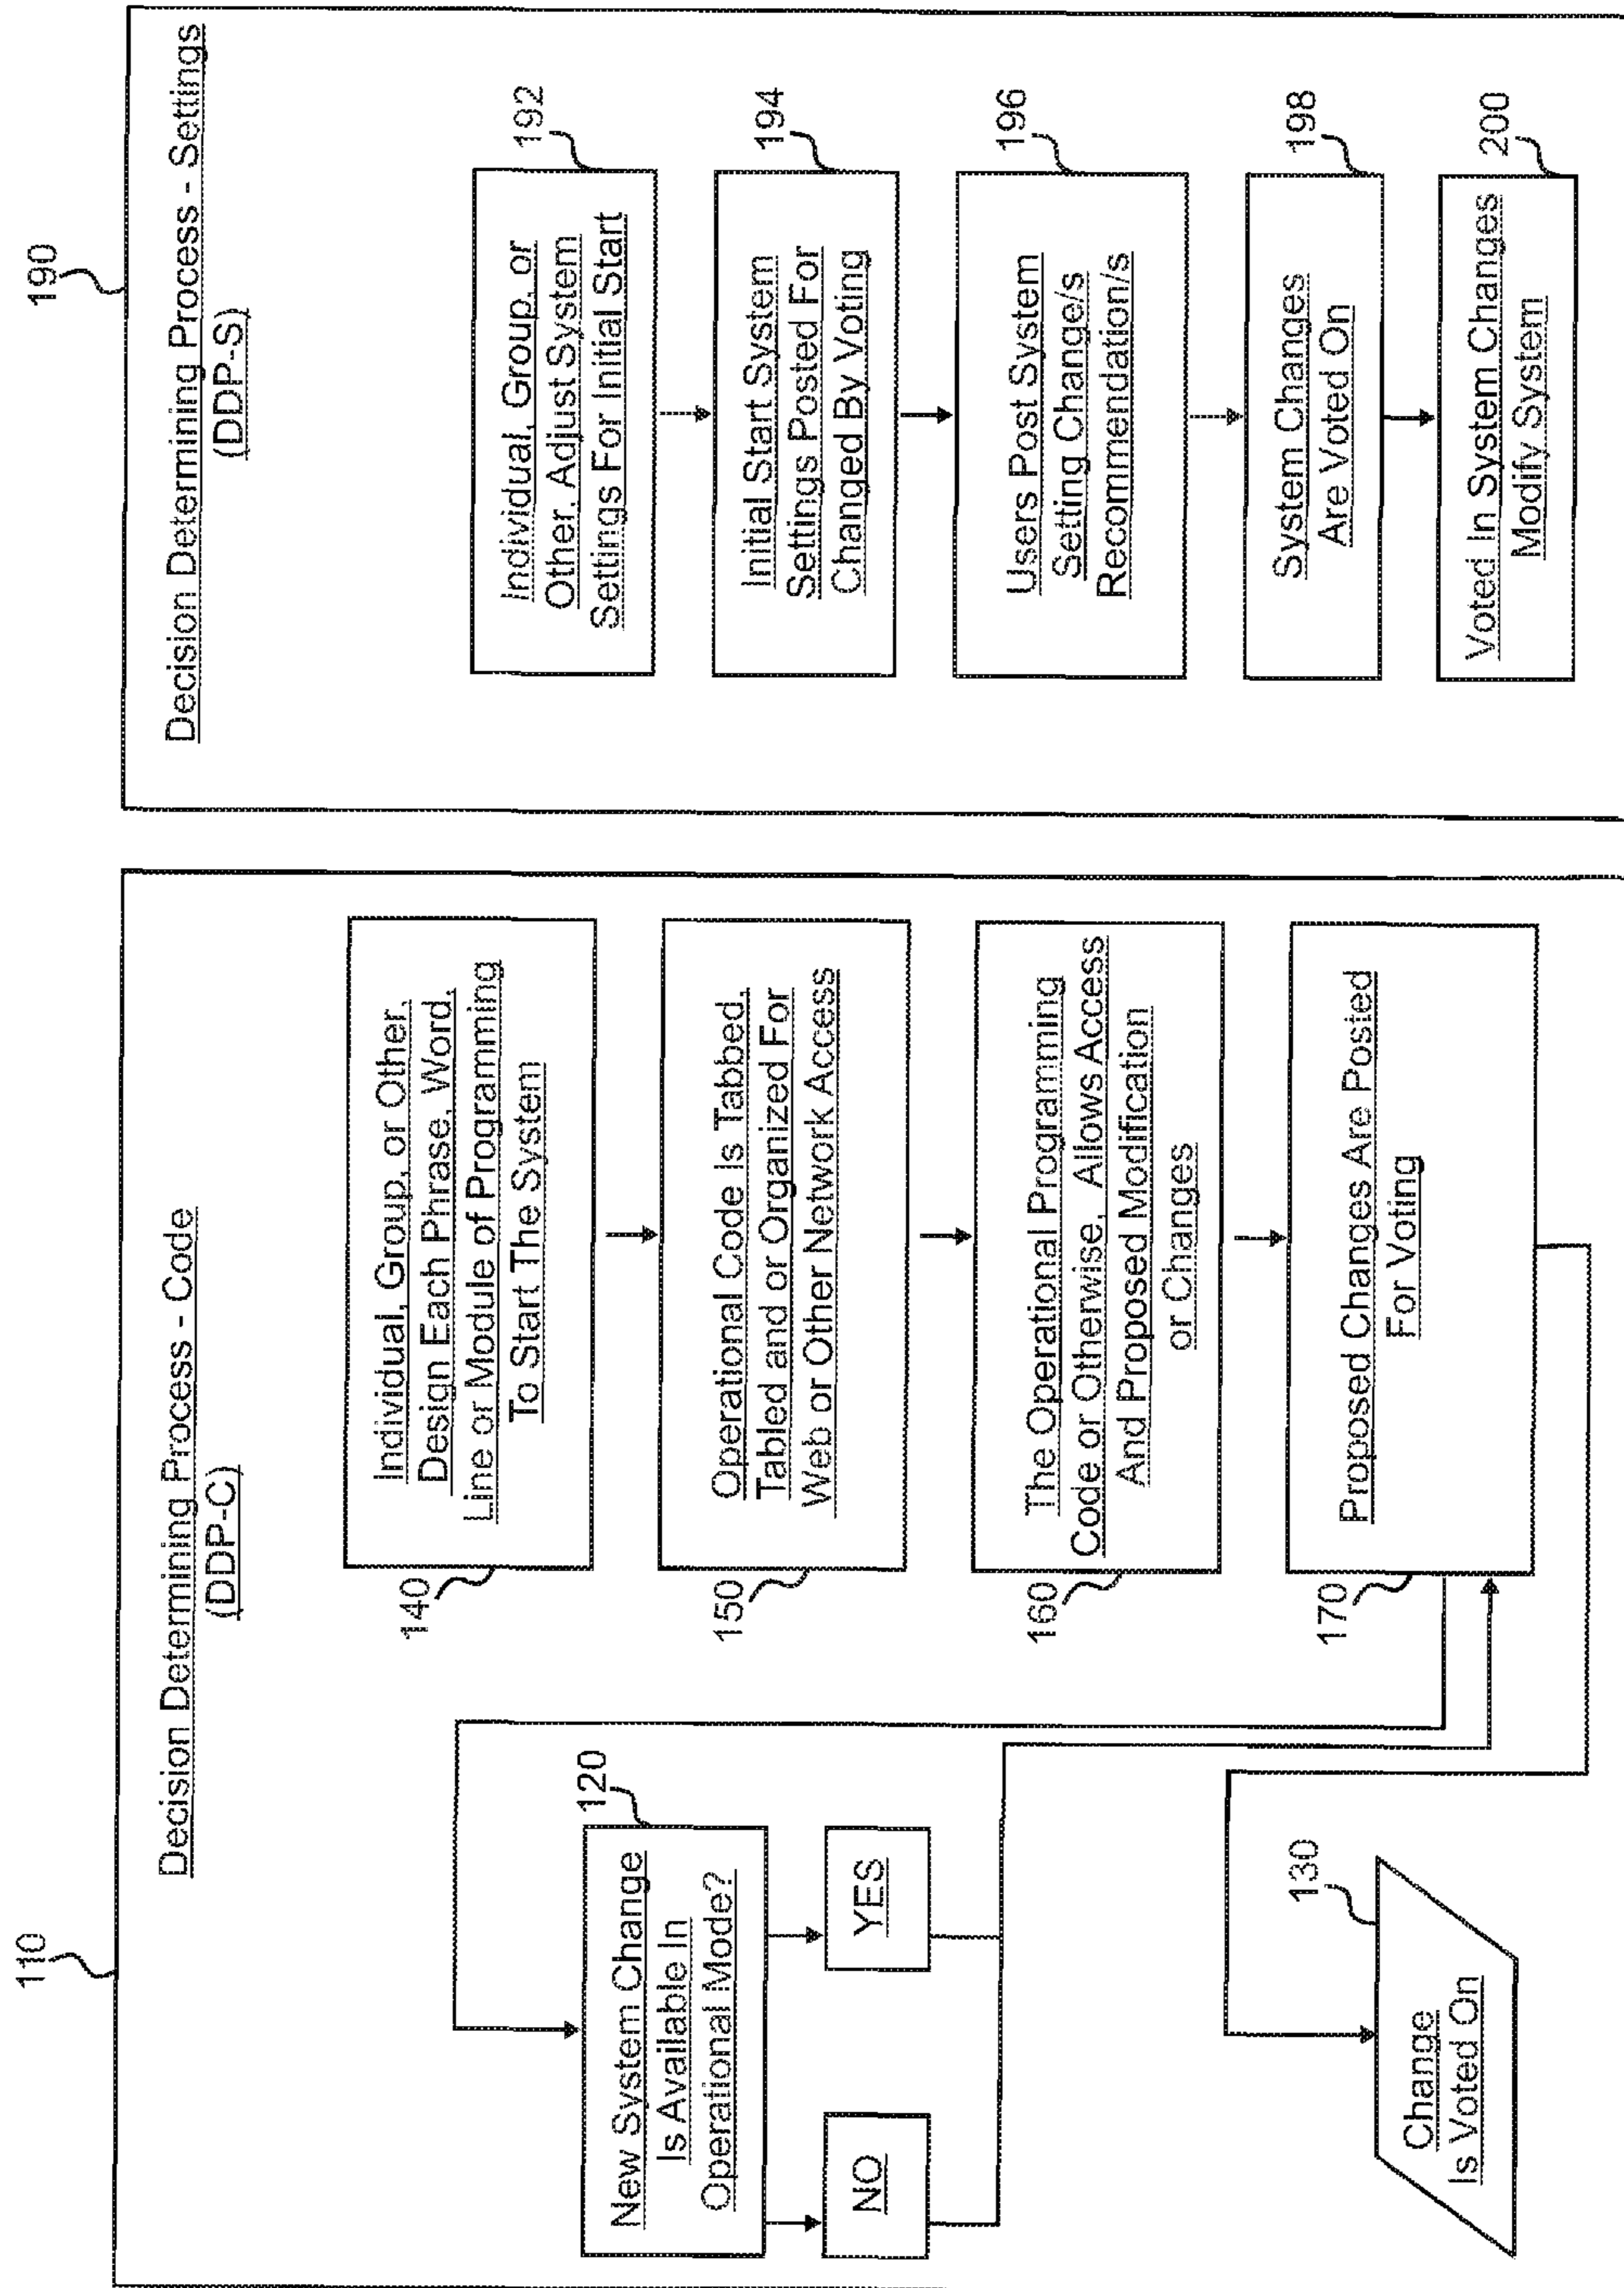 110
Decision Determining Process - Code
(DDP-C)
New System Change
Is Available In
Operational Mode?
120
NO
YES
Change
Is Voted On
130
Individual, Group, or Other,
Design Each Phrase, Word,
Line or Module of Programming
To Start The System
140
Operational Code Is Tabbed,
Tabled and or Organized For
Web or Other Network Access
150
The Operational Programming
Code or Otherwise, Allows Access
And Proposed Modification
or Changes
160
Proposed Changes Are Posted
For Voting
170
190
Decision Determining Process - Settings
(DDP-S)
Individual, Group, or
Other, Adjust System
Settings For Initial Start
192
Initial Start System
Settings Posted For
Changed By Voting
194
Users Post System
Setting Change/s
Recommendation/s
196
System Changes
Are Voted On
198
Voted In System Changes
Modify System
200